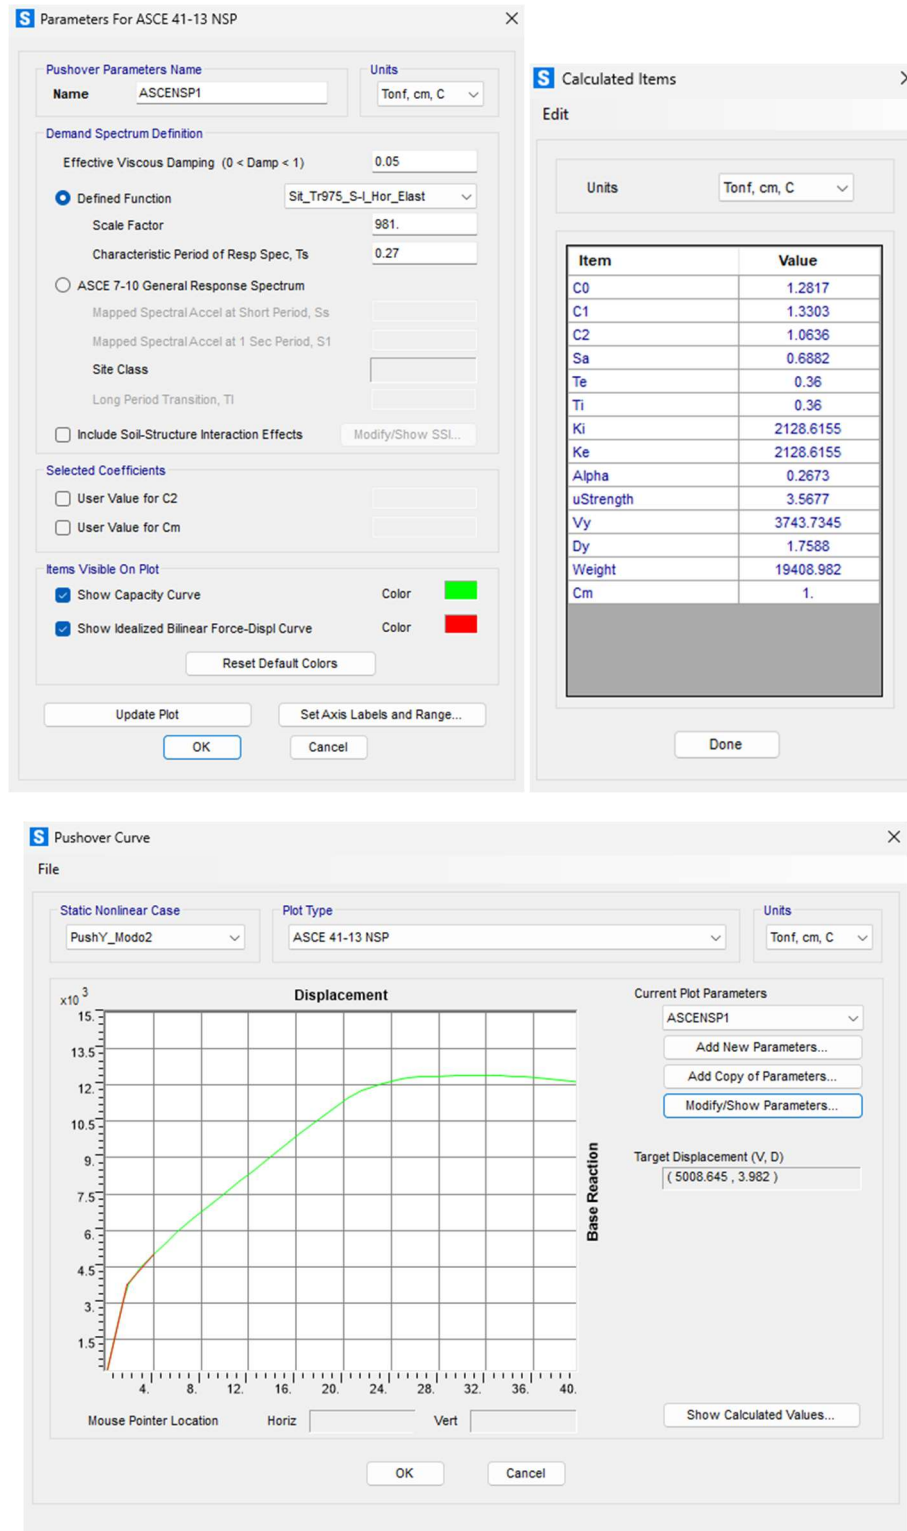 S Parameters For ASCE 41-13 NSP
Pushover Parameters Name
Name ASCENSP1
Units
Tonf, cm, C
Demand Spectrum Definition
Effective Viscous Damping (0 < Damp < 1) 0.05
Defined Function Sit_Tr975_S-I_Hor_Elast
Scale Factor 981.
Characteristic Period of Resp Spec, Ts 0.27
ASCE 7-10 General Response Spectrum
Mapped Spectral Accel at Short Period, Ss
Mapped Spectral Accel at 1 Sec Period, S1
Site Class
Long Period Transition, Tl
Include Soil-Structure Interaction Effects Modify/Show SSI...
Selected Coefficients
User Value for C2
User Value for Cm
Items Visible On Plot
Show Capacity Curve Color
Show Idealized Bilinear Force-Displ Curve Color
Reset Default Colors
Update Plot Set Axis Labels and Range...
OK Cancel
S Calculated Items
Edit
Units Tonf, cm, C
Item Value
C0 1.2817
C1 1.3303
C2 1.0636
Sa 0.6882
Te 0.36
Ti 0.36
Ki 2128.6155
Ke 2128.6155
Alpha 0.2673
uStrength 3.5677
Vy 3743.7345
Dy 1.7588
Weight 19408.982
Cm 1.
Done
S Pushover Curve
File
Static Nonlinear Case
PushY_Modo2
Plot Type
ASCE 41-13 NSP
Units
Tonf, cm, C
Displacement
x10 3
15.
13.5
12.
10.5
9.
7.5
6.
4.5
3.
1.5
4. 8. 12. 16. 20. 24. 28. 32. 36. 40.
Base Reaction
Mouse Pointer Location Horiz Vert
Current Plot Parameters
ASCENSP1
Add New Parameters...
Add Copy of Parameters...
Modify/Show Parameters...
Target Displacement (V, D)
( 5008.645 , 3.982 )
Show Calculated Values...
OK Cancel